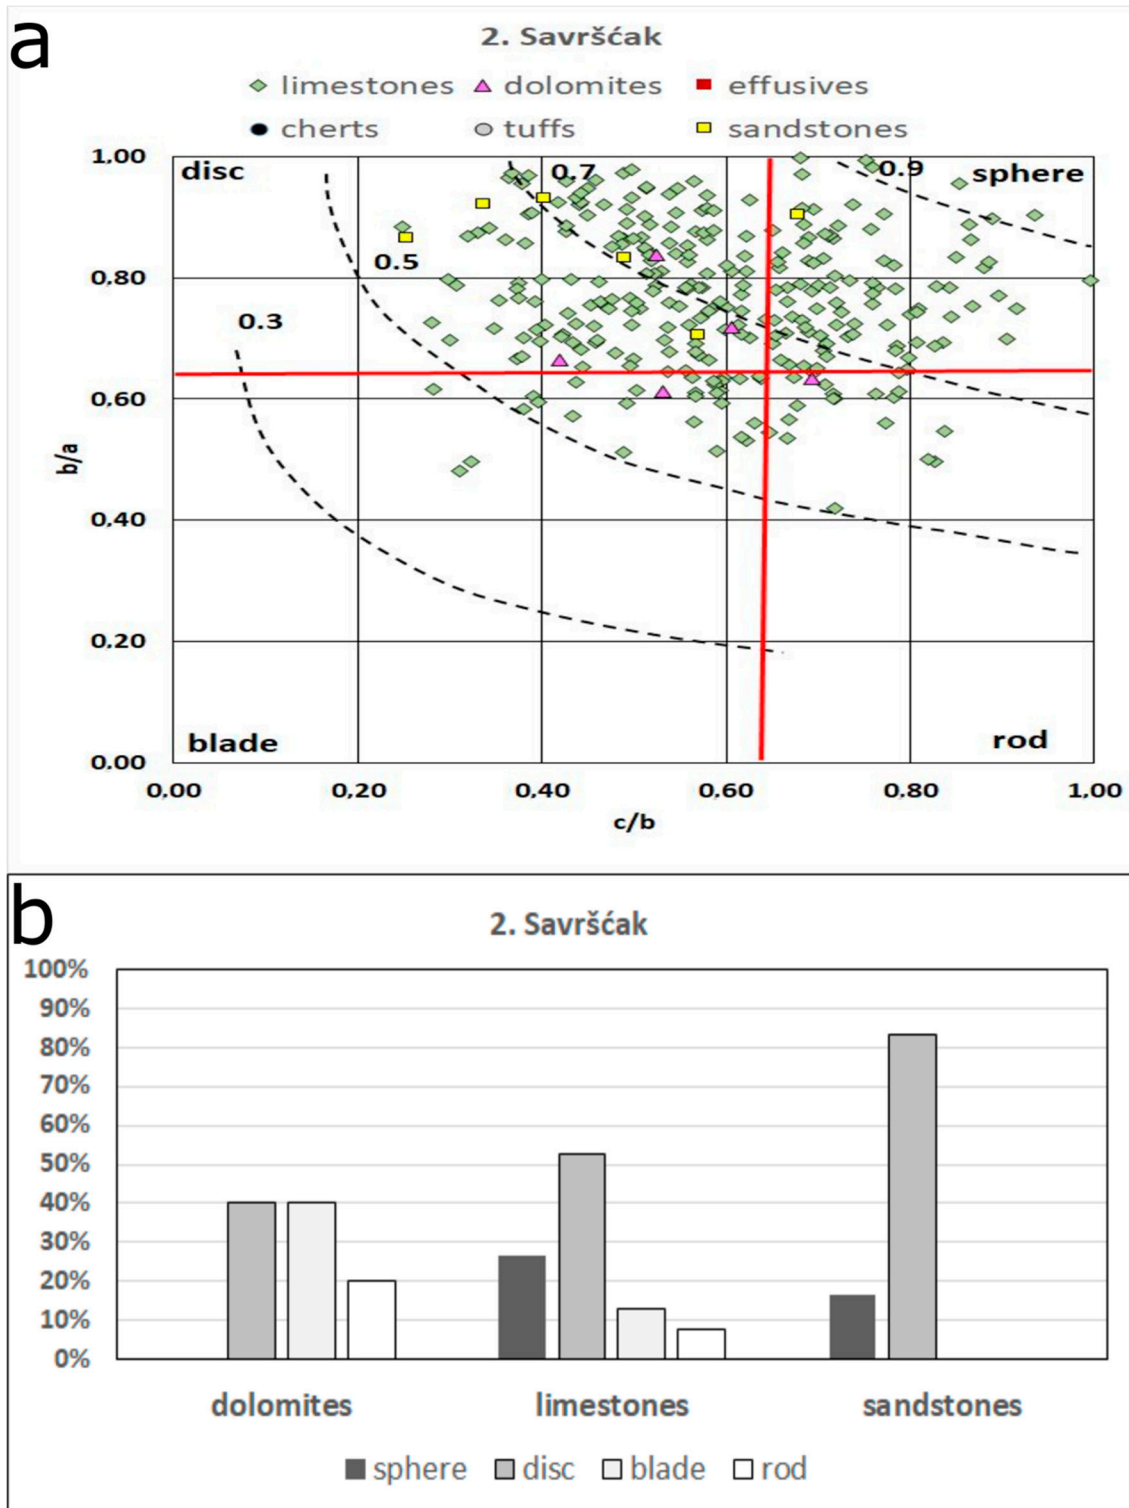 a
2. Savršćak
limestones dolomites effusives
cherts tuffs sandstones
1,00
disc 0.7 0.9 sphere
0,80
0.5
0.3
0,60
b/a
0,40
0,20
blade rod
0,00
0,00 0,20 0,40 0,60 0,80 1,00
c/b
b
2. Savršćak
100%
90%
80%
70%
60%
50%
40%
30%
20%
10%
0%
dolomites limestones sandstones
sphere disc blade rod